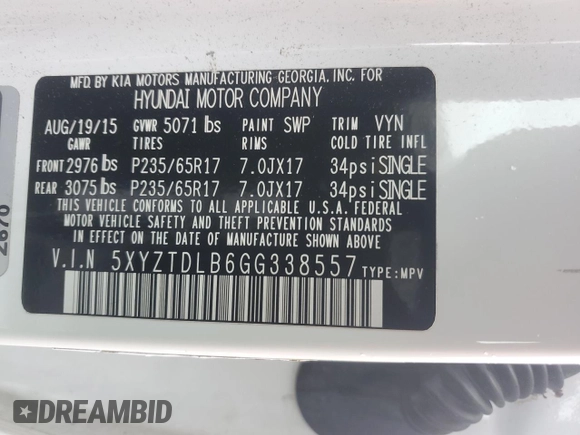 MFD. BY KIA MOTORS MANUFACTURING GEORGIA, INC. FOR
HYUNDAI MOTOR COMPANY
AUG/19/15 GVWR 5071 lbs PAINT SWP TRIM VYN
GAWR TIRES RIMS COLD TIRE INFL
FRONT 2976 lbs P235/65R17 7.0JX17 34psi SINGLE
REAR 3075 lbs P235/65R17 7.0JX17 34psi SINGLE
THIS VEHICLE CONFORMS TO ALL APPLICABLE U.S.A. FEDERAL
MOTOR VEHICLE SAFETY AND THEFT
PREVENTION STANDARDS IN EFFECT ON THE
DATE OF MANUFACTURE SHOWN ABOVE.
V.I.N 5XYZTDLB6GG338557 TYPE: MPV
DREAMBID